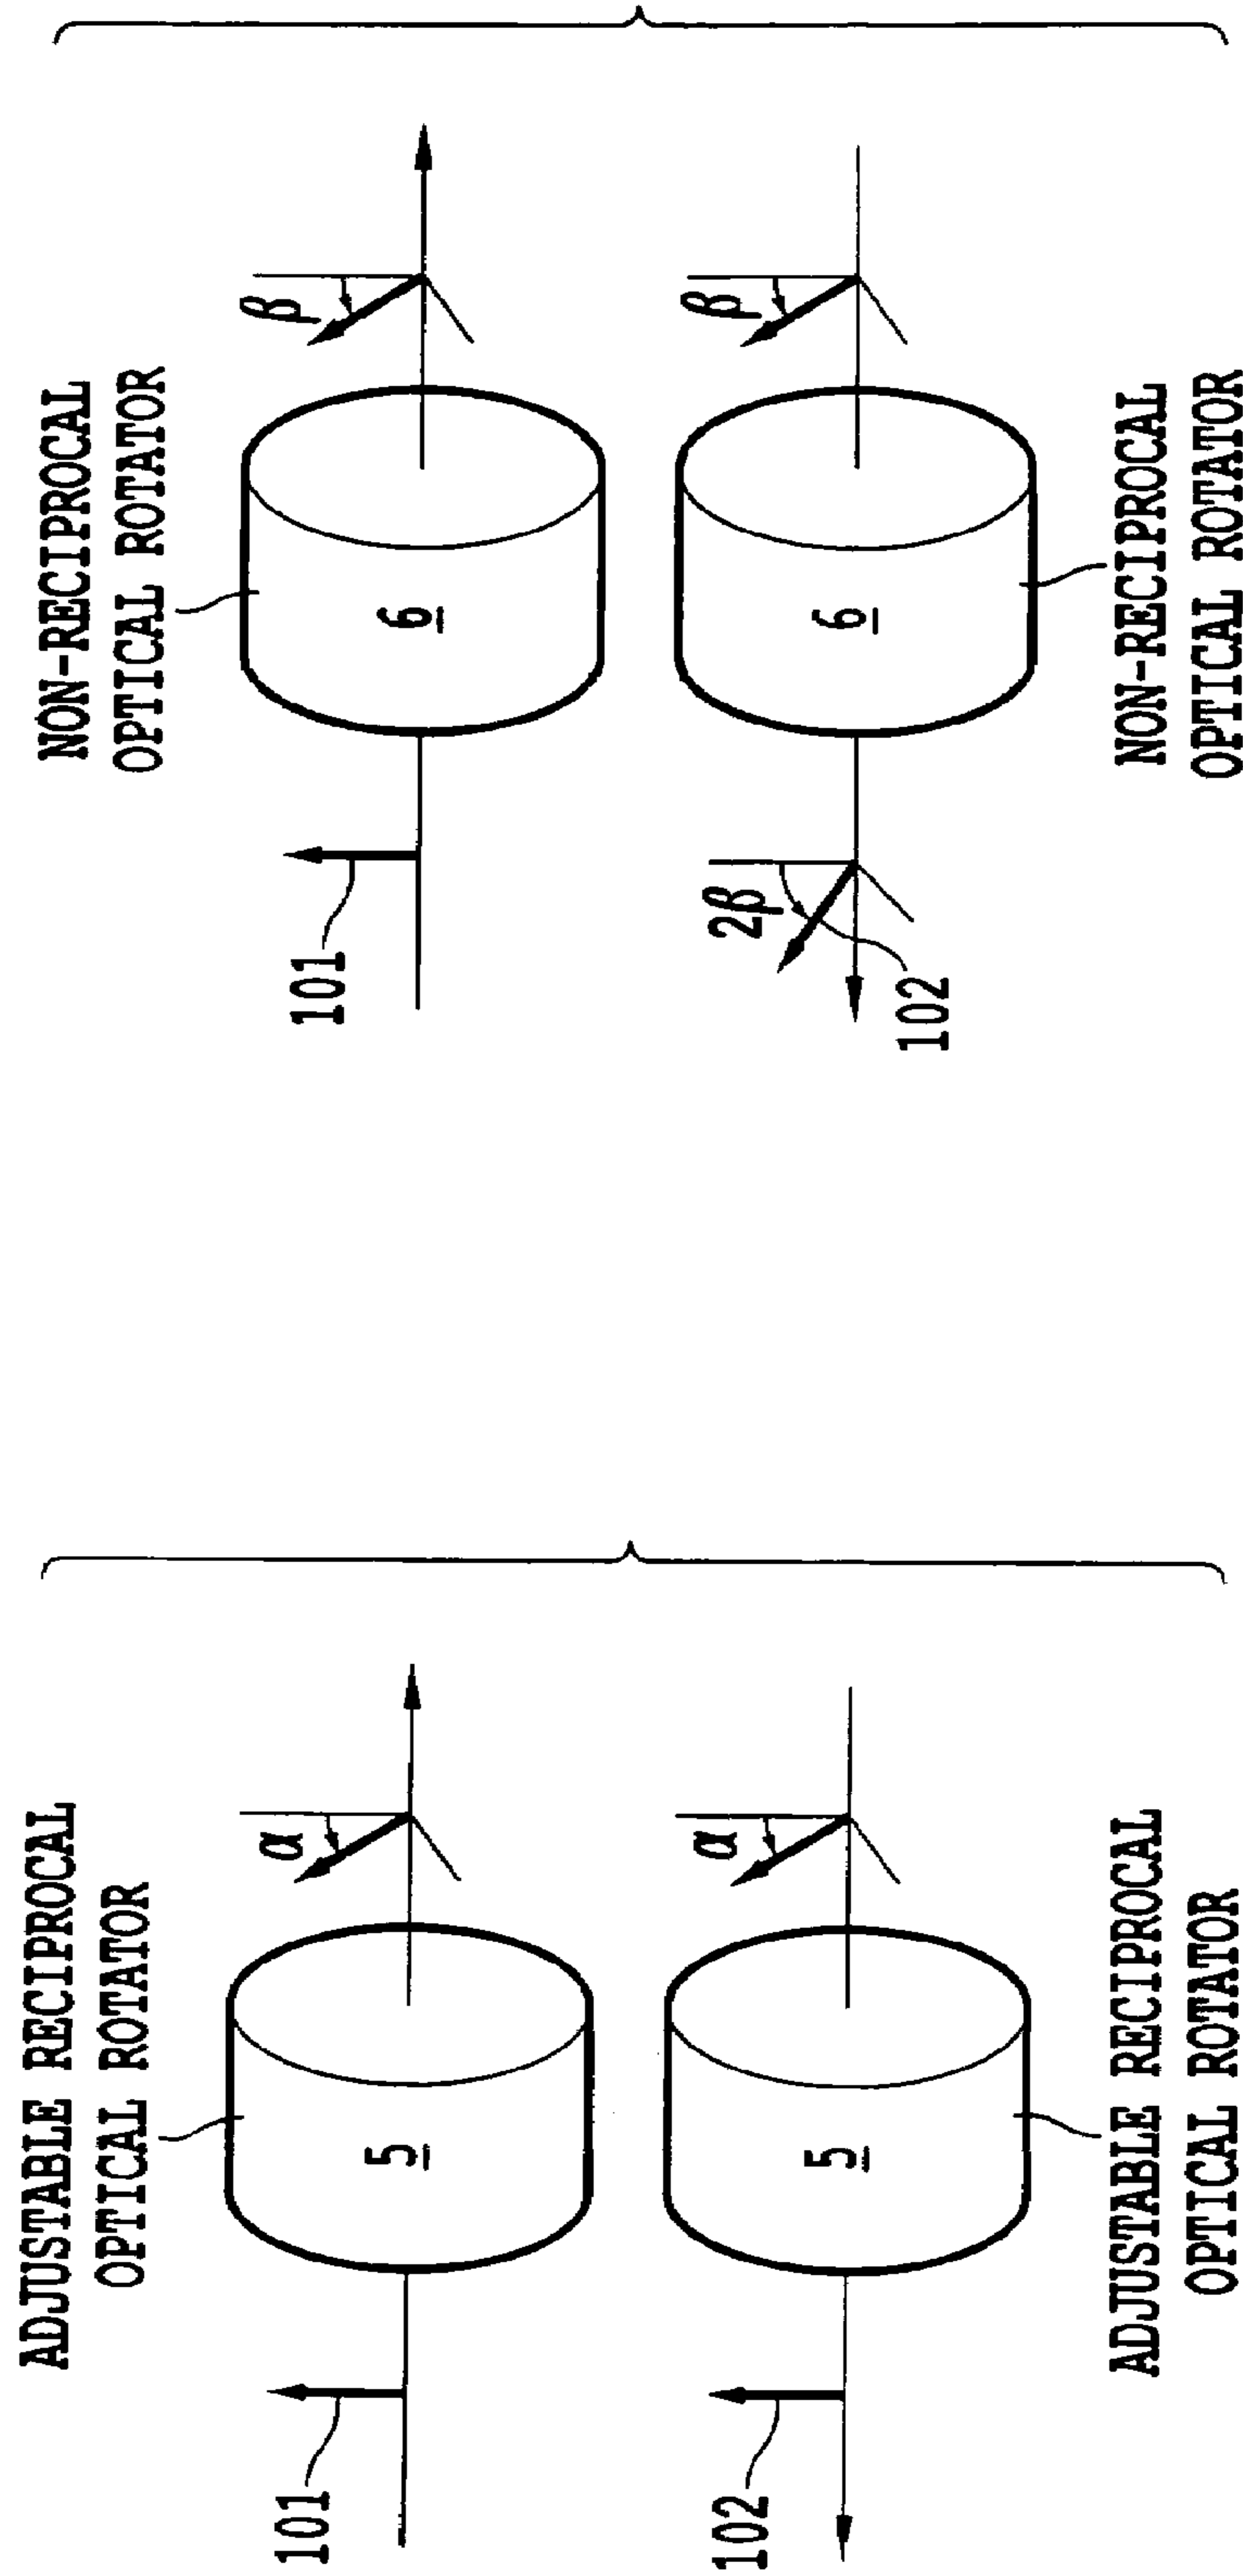 ADJUSTABLE RECIPROCAL
OPTICAL ROTATOR
101
5
α
102
5
α
ADJUSTABLE RECIPROCAL
OPTICAL ROTATOR
NON-RECIPROCAL
OPTICAL ROTATOR
101
6
β
2β
102
6
β
NON-RECIPROCAL
OPTICAL ROTATOR